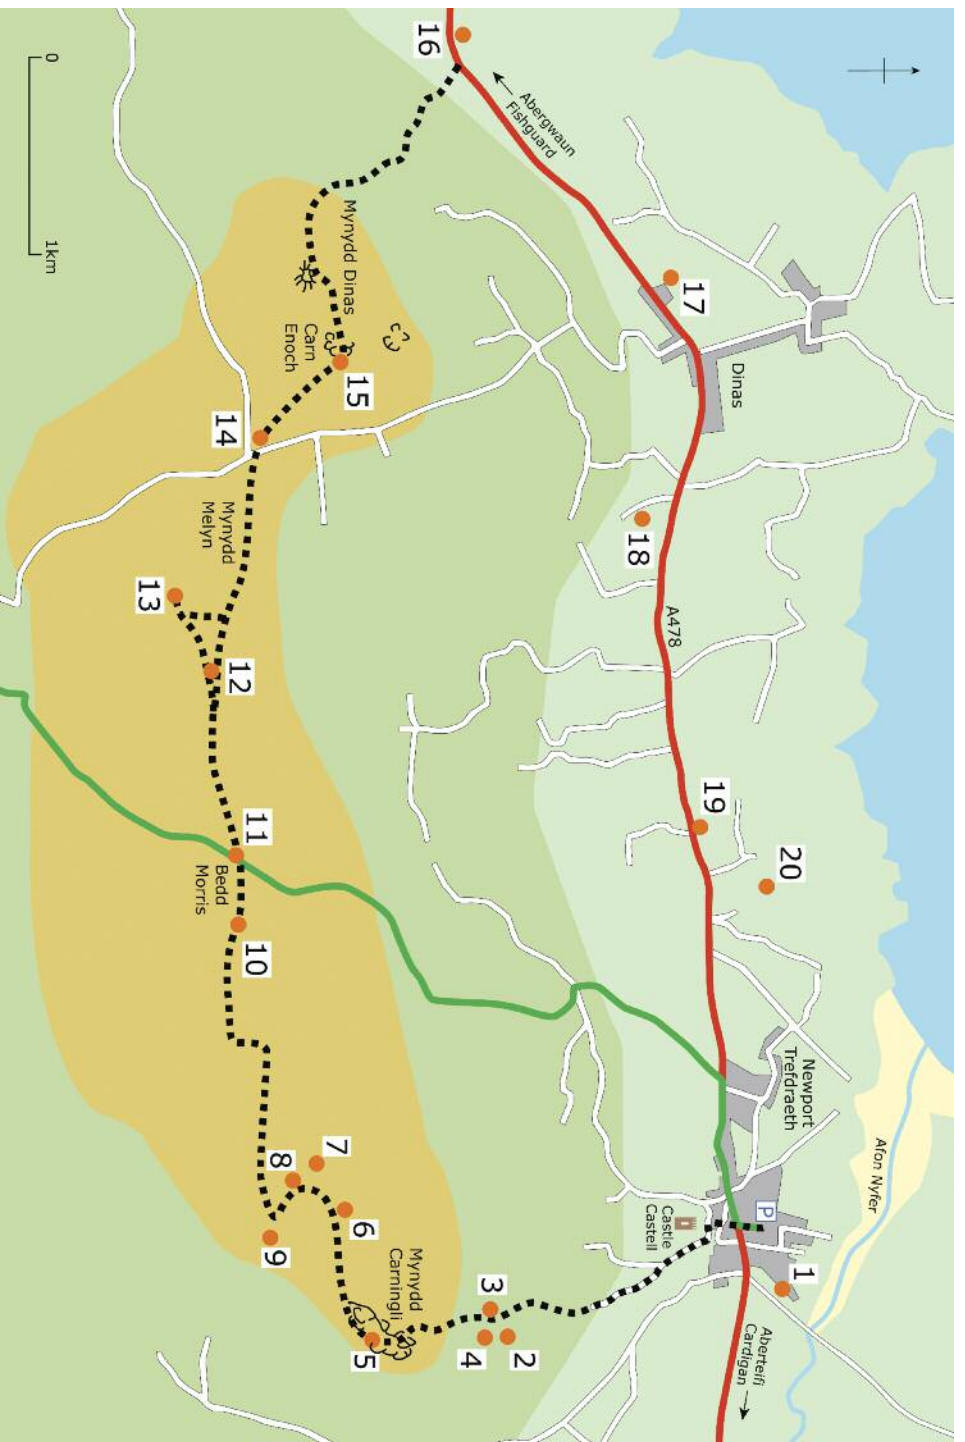 16
Abergwaun
Fishguard
0
1km
17
Mynydd Dinas
Carn
Enoch
15
Dinas
14
Mynydd
Melyn
18
13
A478
12
19
20
11
Bedd
Morris
10
Newport
Trefdraeth
Afon Nyfer
7
8
6
9
P
Castle
Castell
1
Mynydd
Carningli
3
2
4
5
Aberteifi
Cardigan